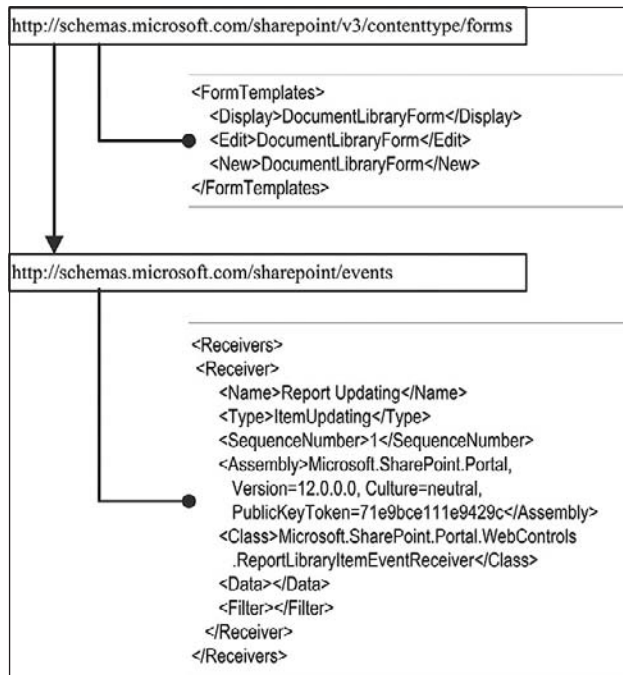 http://schemas.microsoft.com/sharepoint/v3/contenttype/forms
<FormTemplates>
<Display>DocumentLibraryForm</Display>
<Edit>DocumentLibraryForm</Edit>
<New>DocumentLibraryForm</New>
</FormTemplates>
http://schemas.microsoft.com/sharepoint/events
<Receivers>
<Receiver>
<Name>Report Updating</Name>
<Type>ItemUpdating</Type>
<SequenceNumber>1</SequenceNumber>
<Assembly>Microsoft.SharePoint.Portal,
Version=12.0.0.0, Culture=neutral,
PublicKeyToken=71e9bce111e9429c</Assembly>
<Class>Microsoft.SharePoint.Portal.WebControls
.ReportLibraryItemEventReceiver</Class>
<Data></Data>
<Filter></Filter>
</Receiver>
</Receivers>